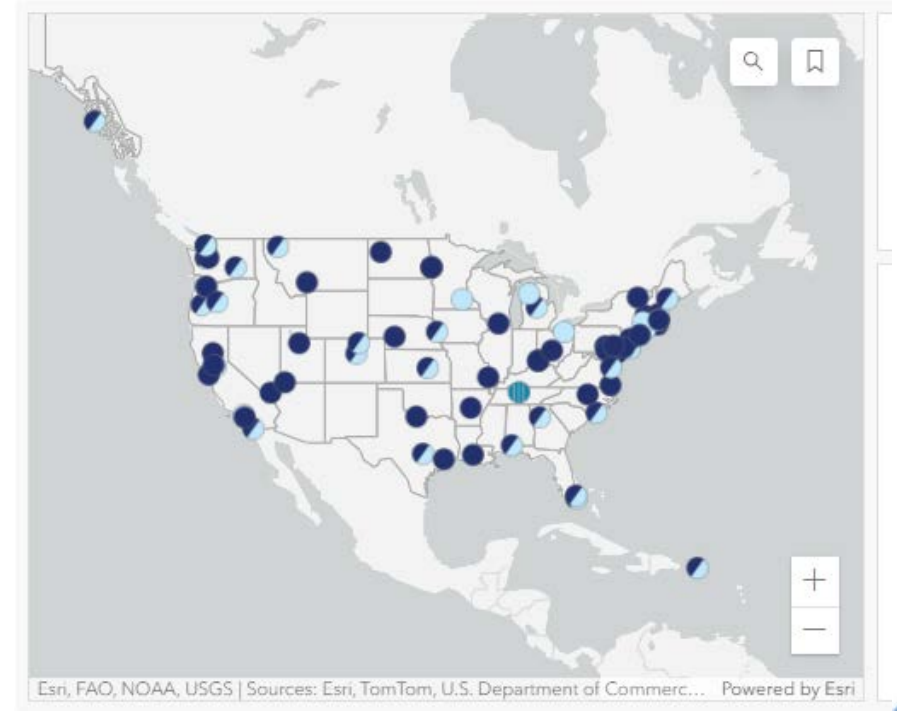 Esri, FAO, NOAA, USGS | Sources: Esri, TomTom, U.S. Department of Commerc... Powered by Esri